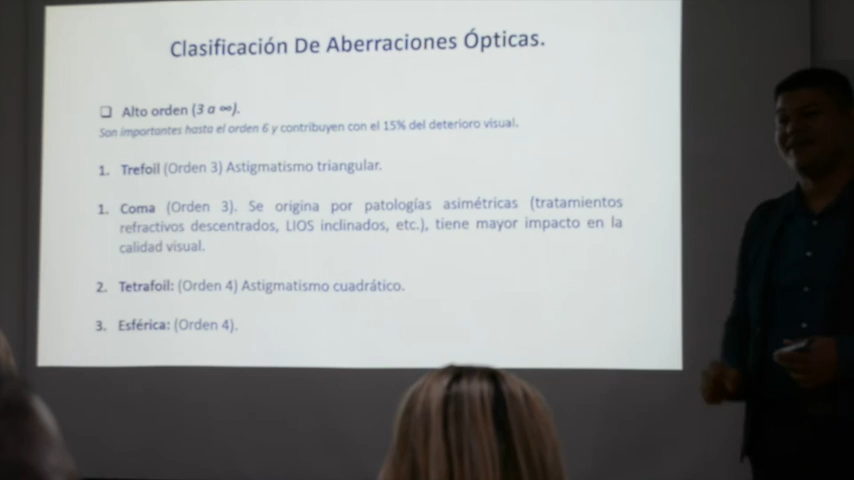 Clasificación De Aberraciones Ópticas.
❑ Alto orden (3 a ∞).
Son importantes hasta el orden 6 y contribuyen con el 15% del deterioro visual.
1. Trefoil (Orden 3) Astigmatismo triangular.
1. Coma (Orden 3). Se origina por patologías asimétricas (tratamientos
refractivos descentrados, LIOS inclinados, etc.), tiene mayor impacto en la
calidad visual.
2. Tetrafoil: (Orden 4) Astigmatismo cuadrático.
3. Esférica: (Orden 4).